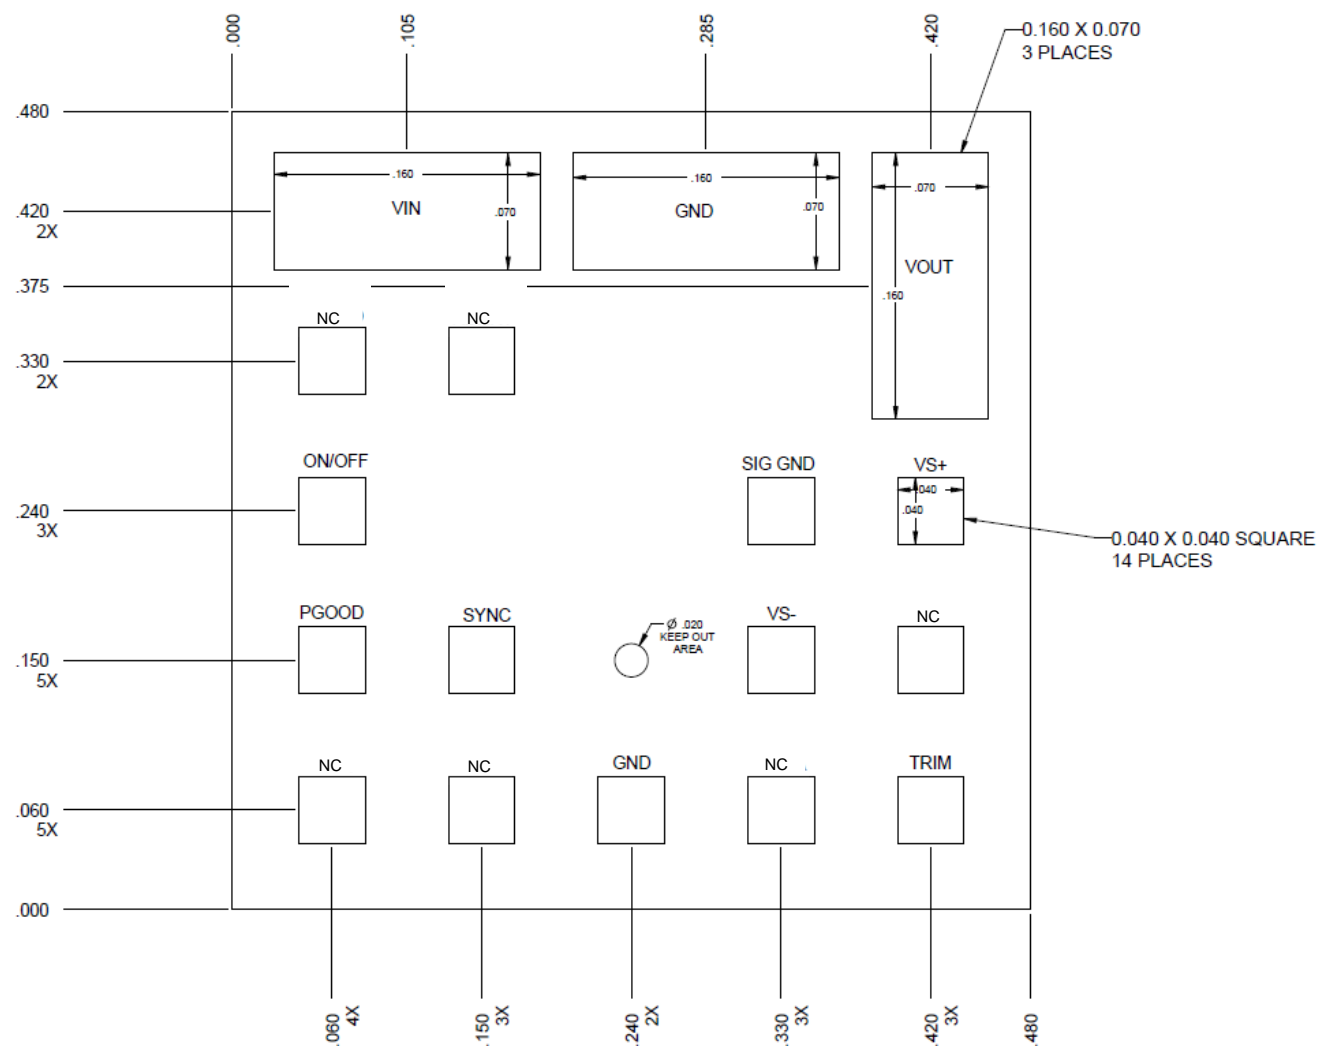 .000
.105
.285
.420
0.160 X 0.070
3 PLACES
.480
.160
.070
VIN
.160
.070
GND
.070
.160
VOUT
.420
2X
.375
NC
NC
.330
2X
ON/OFF
SIG GND
VS+
.040
.040
.240
3X
0.040 X 0.040 SQUARE
14 PLACES
PGOOD
SYNC
Ø .020
KEEP OUT
AREA
VS-
NC
.150
5X
NC
NC
GND
NC
TRIM
.060
5X
.000
.060 4X
.150 3X
.240 2X
.330 3X
.420 3X
.480